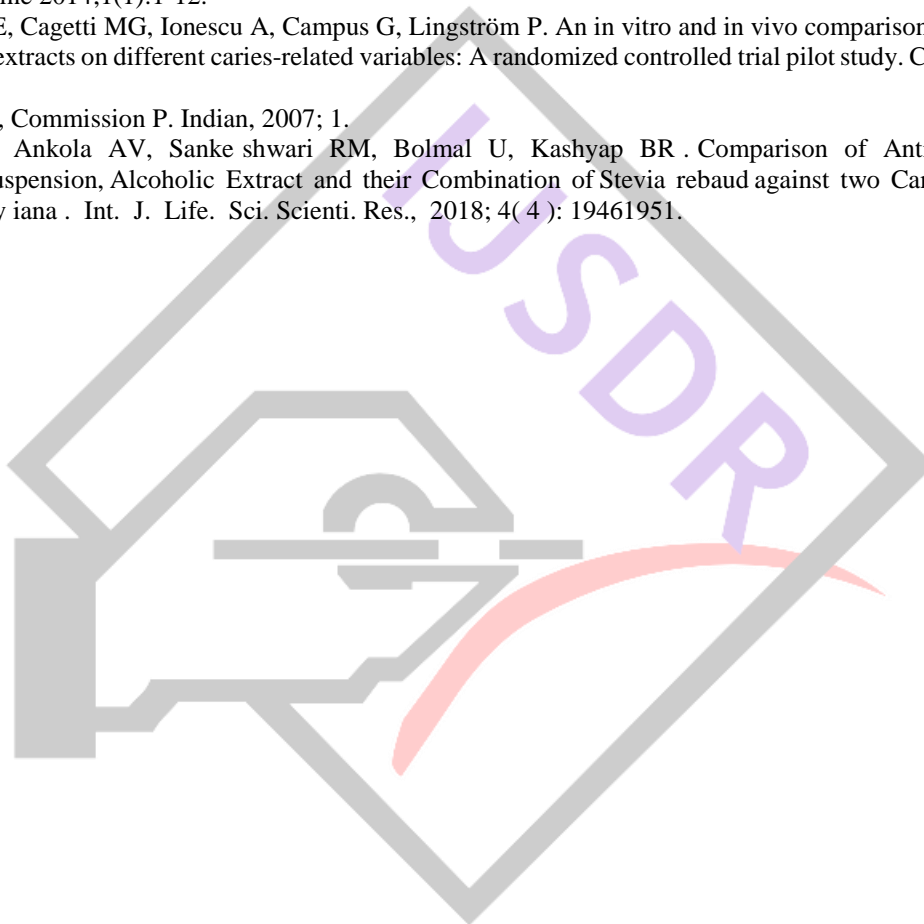 2014;1(1):1-12.
E, Cagetti MG, Ionescu A, Campus G, Lingström P. An in vitro and in vivo comparison
extracts on different caries-related variables: A randomized controlled trial pilot study. C
, Commission P. Indian, 2007; 1.
Ankola AV, Sanke shwari RM, Bolmal U, Kashyap BR . Comparison of Ant
uspension, Alcoholic Extract and their Combination of Stevia rebaud against two Car
y iana . Int. J. Life. Sci. Scienti. Res., 2018; 4( 4 ): 19461951.
IJSDR